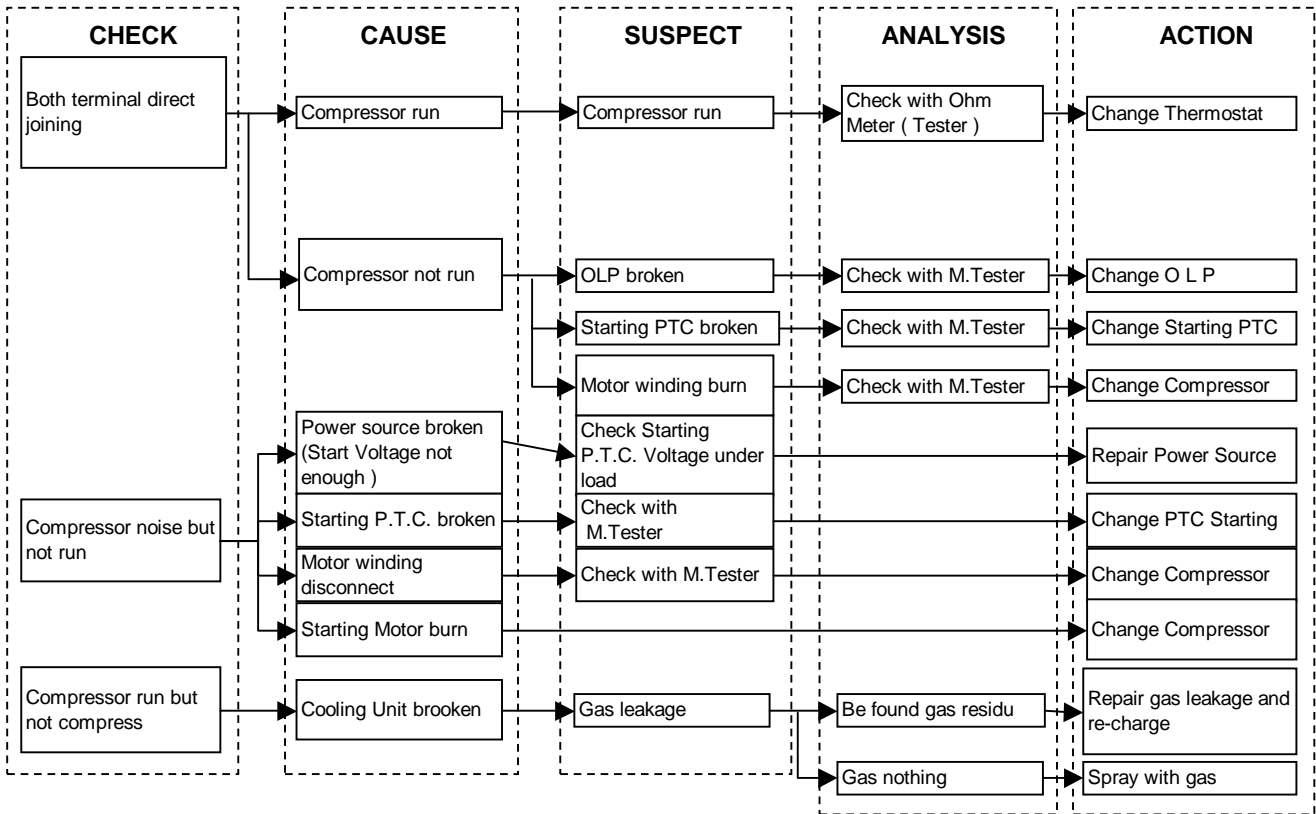 CHECK
CAUSE
SUSPECT
ANALYSIS
ACTION
Both terminal direct
joining
Compressor run
Compressor run
Check with Ohm
Meter ( Tester )
Change Thermostat
Compressor not run
OLP broken
Check with M.Tester
Change O L P
Starting PTC broken
Check with M.Tester
Change Starting PTC
Motor winding burn
Check with M.Tester
Change Compressor
Compressor noise but
not run
Power source broken
(Start Voltage not
enough )
Check Starting
P.T.C. Voltage under
load
Repair Power Source
Starting P.T.C. broken
Check with
M.Tester
Change PTC Starting
Motor winding
disconnect
Check with M.Tester
Change Compressor
Starting Motor burn
Change Compressor
Compressor run but
not compress
Cooling Unit brooken
Gas leakage
Be found gas residu
Repair gas leakage and
re-charge
Gas nothing
Spray with gas